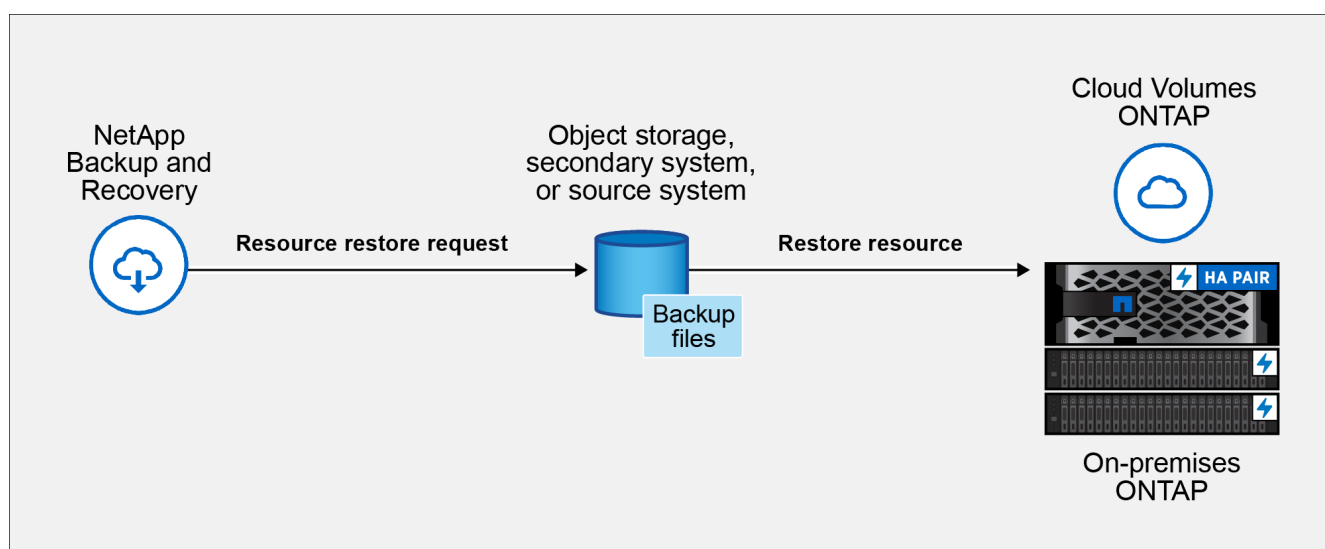 NetApp
Backup and
Recovery
Resource restore request
Object storage,
secondary system,
or source system
Backup
files
Restore resource
Cloud Volumes
ONTAP
HA PAIR
On-premises
ONTAP